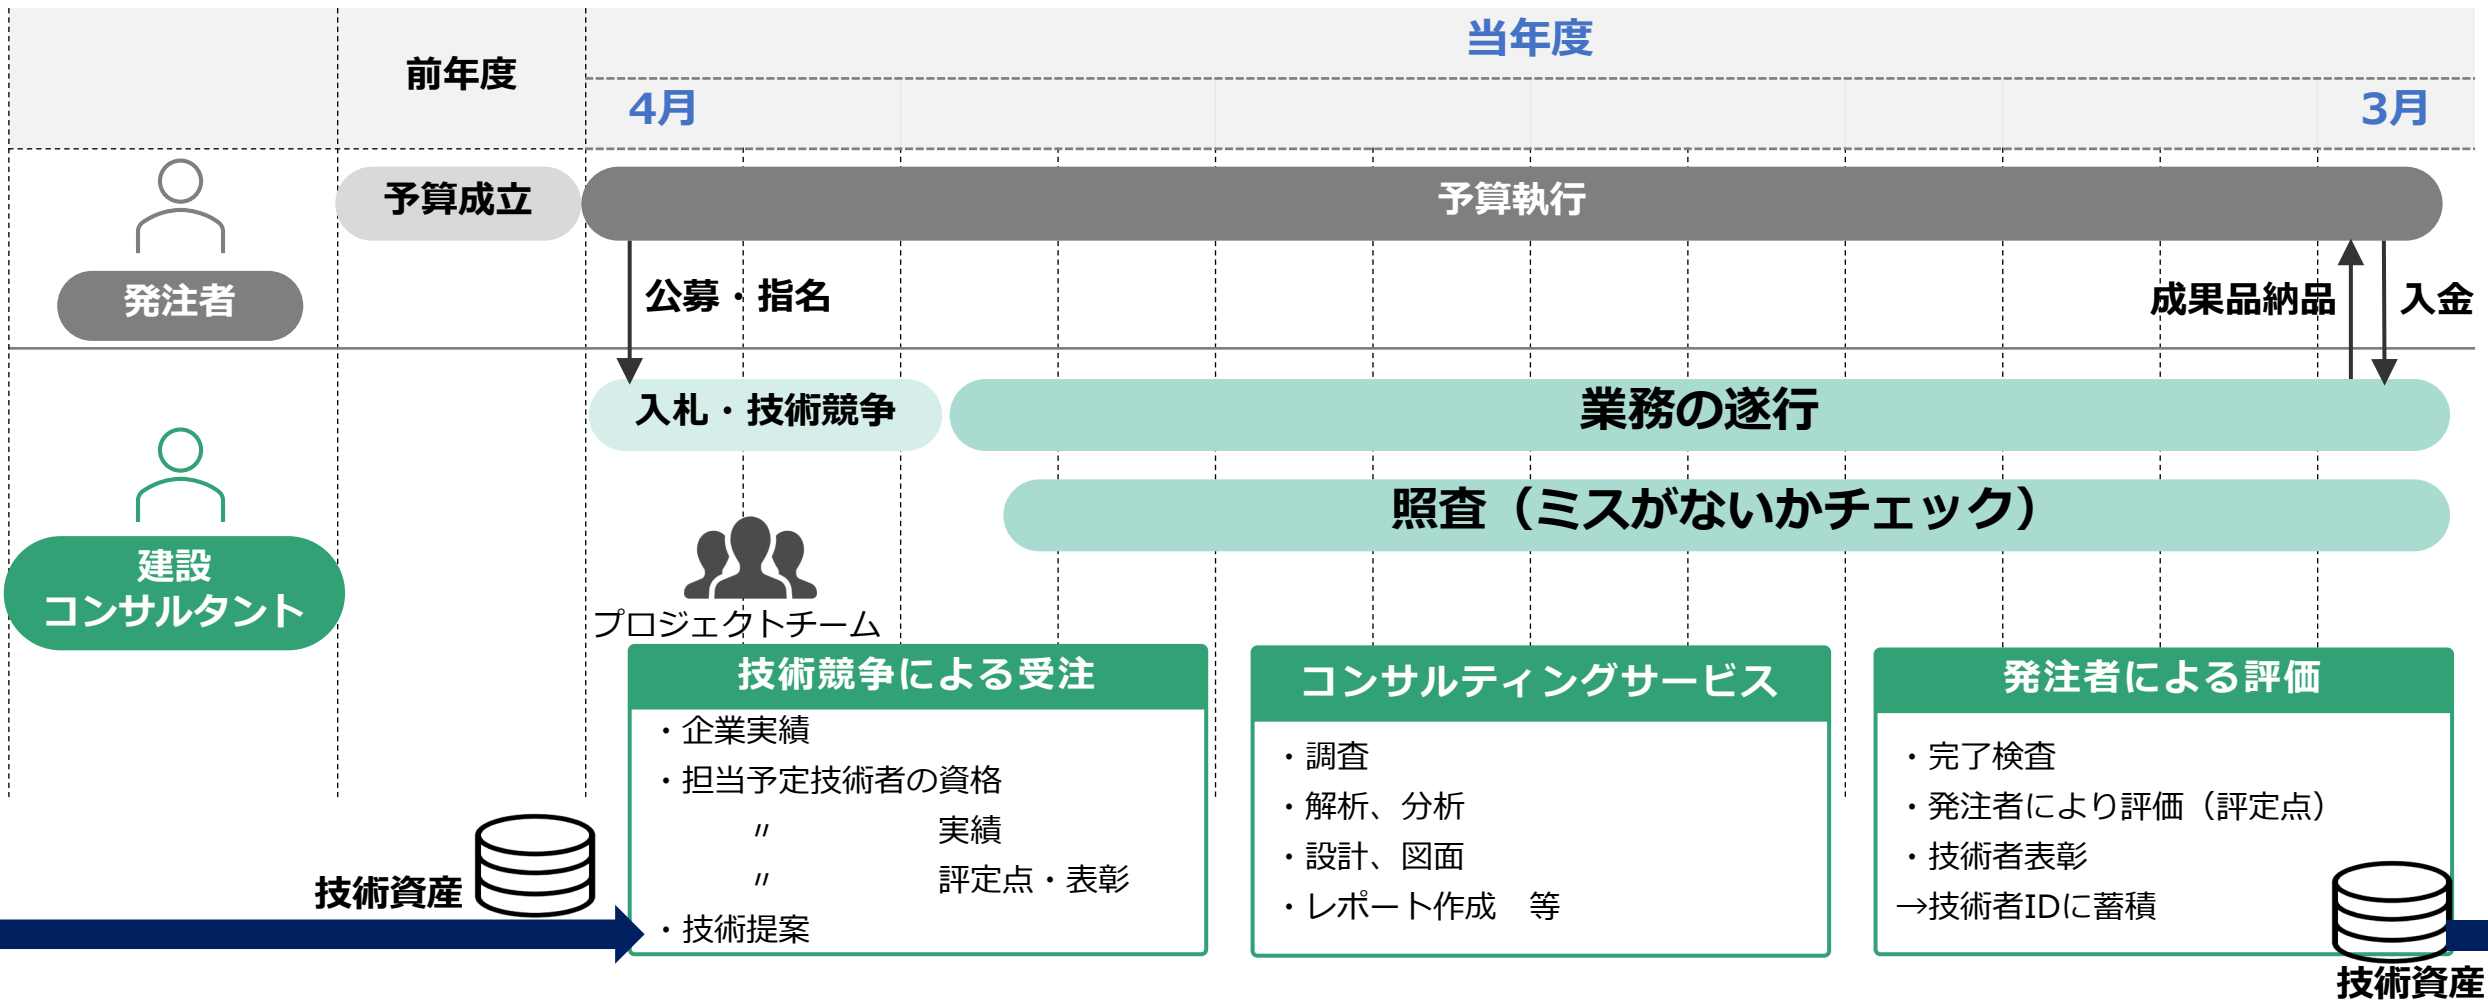 当年度
前年度
4月
3月
予算成立
予算執行
発注者
公募・指名
成果品納品
入金
入札・技術競争
業務の遂行
照査（ミスがないかチェック）
建設
コンサルタント
プロジェクトチーム
技術競争による受注
・企業実績
・担当予定技術者の資格
〃 実績
〃 評定点・表彰
・技術提案
コンサルティングサービス
・調査
・解析、分析
・設計、図面
・レポート作成　等
発注者による評価
・完了検査
・発注者により評価（評定点）
・技術者表彰
→技術者IDに蓄積
技術資産
技術資産